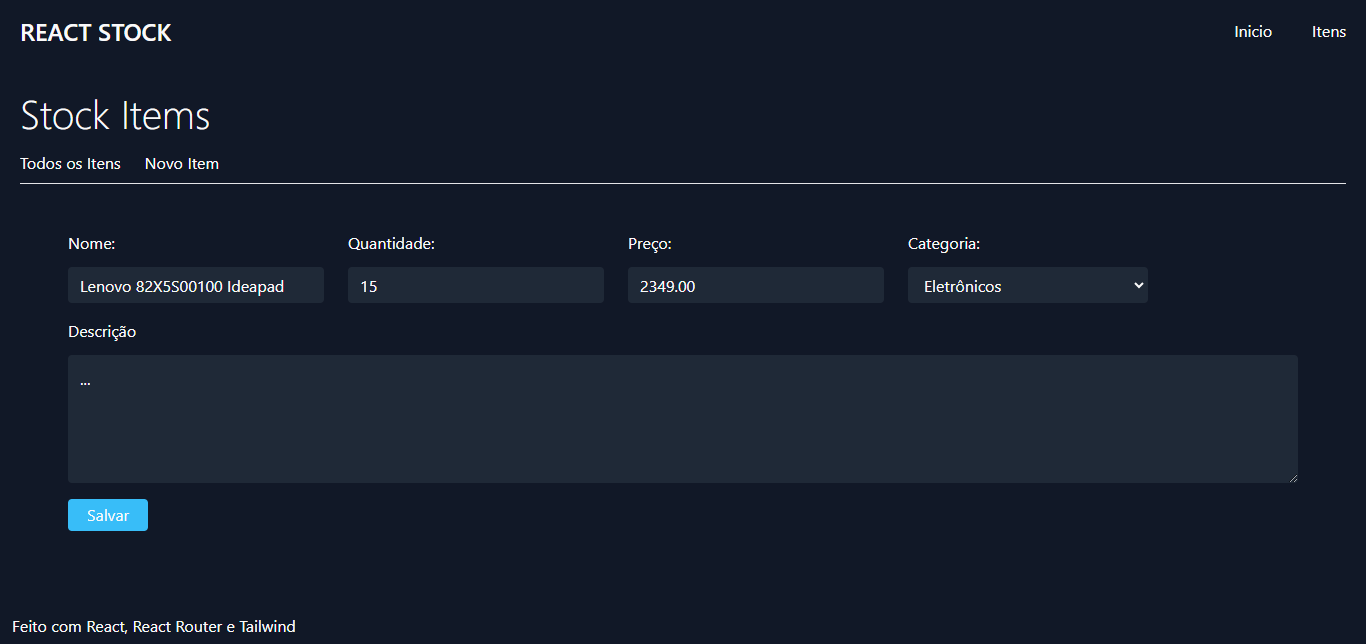 REACT STOCK Inicio Itens
Stock Items
Todos os Itens Novo Item
Nome: Quantidade: Preço: Categoria:
Lenovo 82X5S00100 Ideapad 15 2349.00 Eletrônicos
Descrição
...
Salvar
Feito com React, React Router e Tailwind